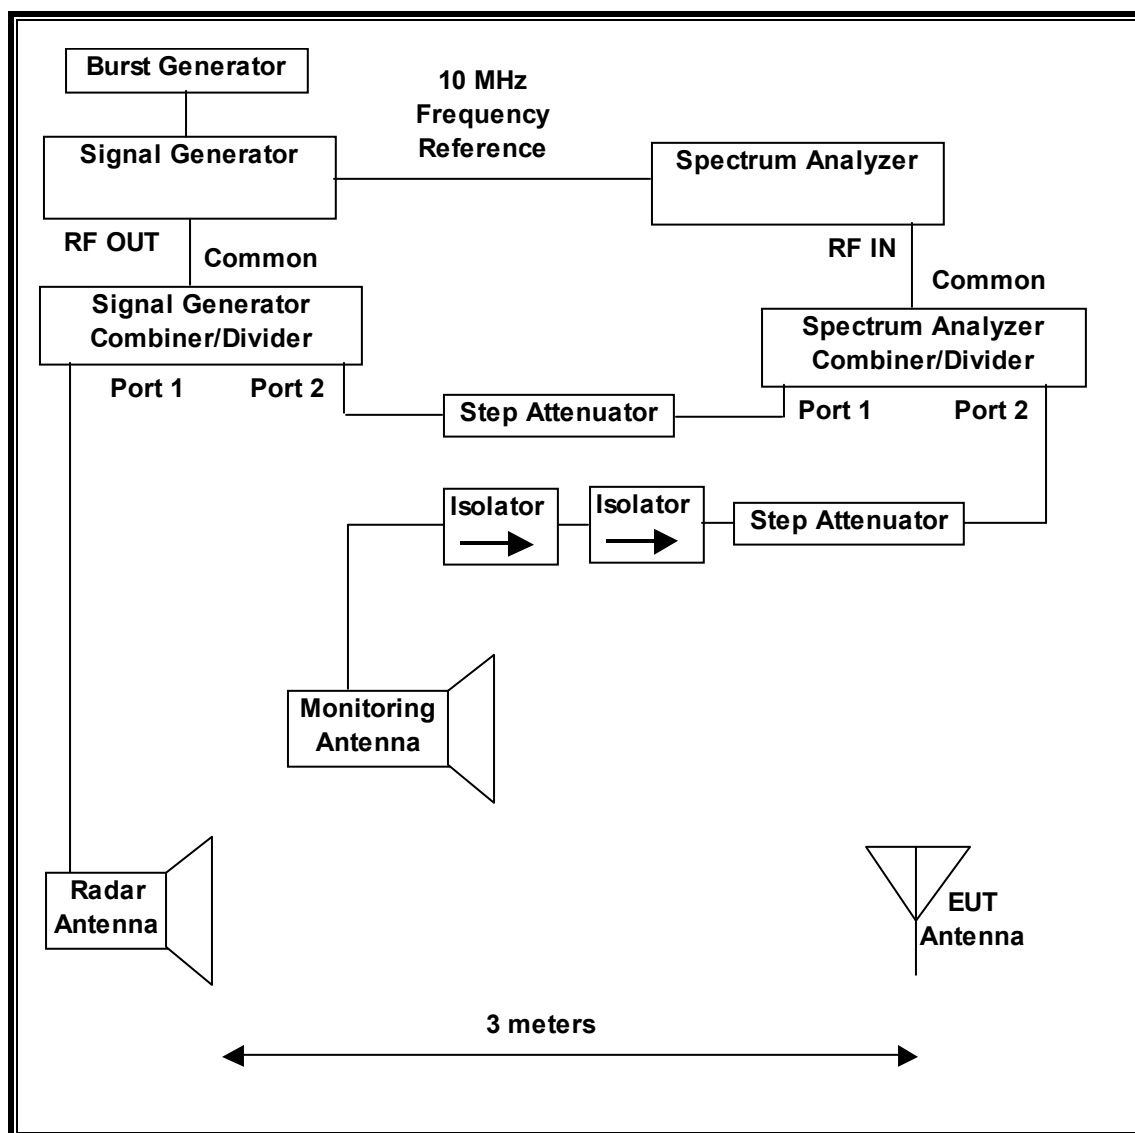 Burst Generator
10 MHz
Frequency
Reference
Signal Generator
Spectrum Analyzer
RF OUT
Common
RF IN
Common
Signal Generator
Combiner/Divider
Spectrum Analyzer
Combiner/Divider
Port 1
Port 2
Step Attenuator
Port 1
Port 2
Isolator
Isolator
Step Attenuator
Monitoring
Antenna
Radar
Antenna
EUT
Antenna
3 meters